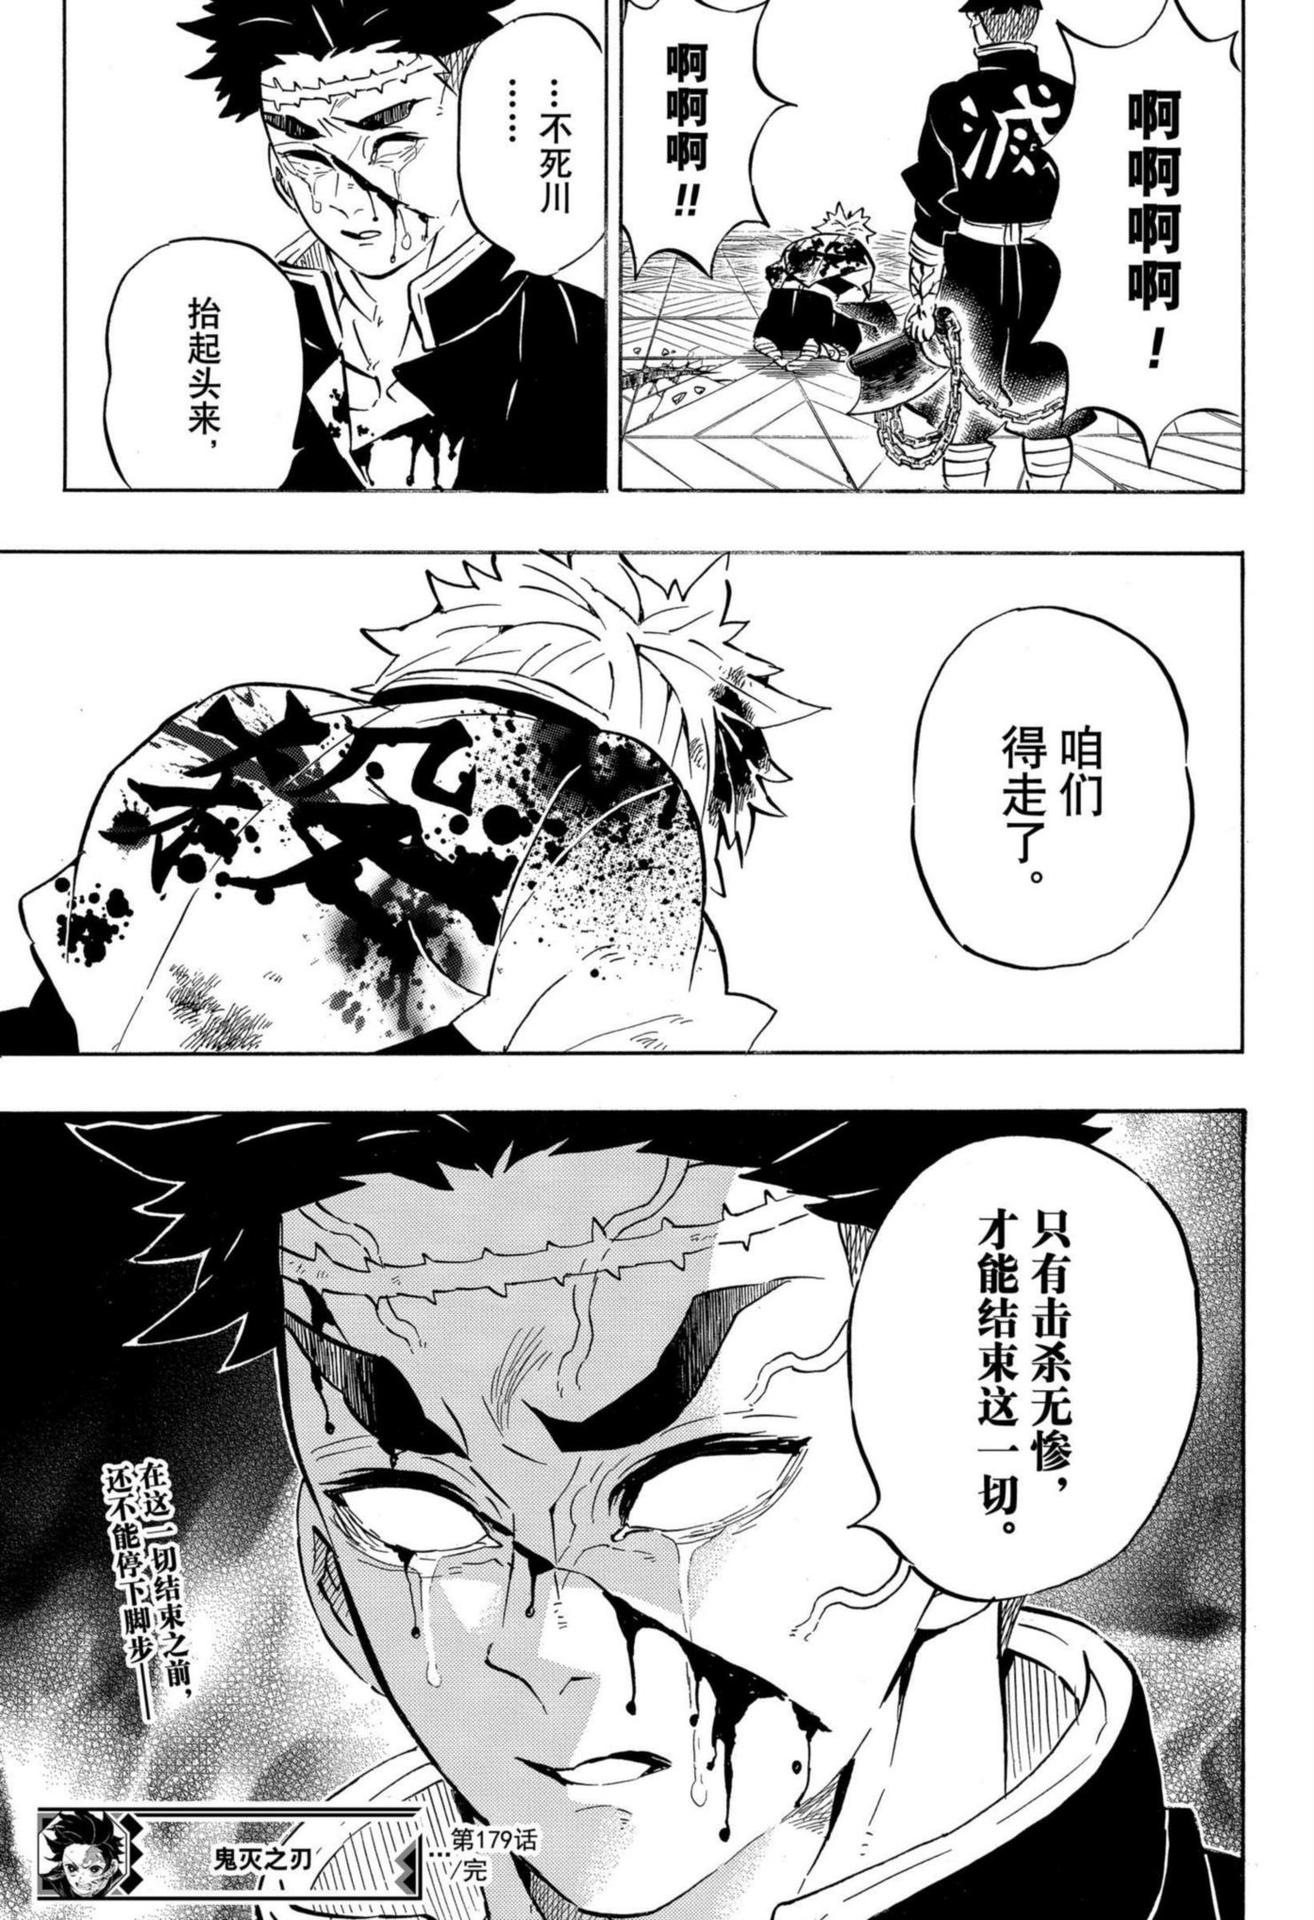 啊啊啊啊！
啊啊啊!!
滅
…不死川
……
抬起头来，
殺
咱们
得走了。
只有击杀无惨，
才能结束这一切。
在这一切结束之前，
还不能停下脚步——
鬼灭之刃
…第179话
/完